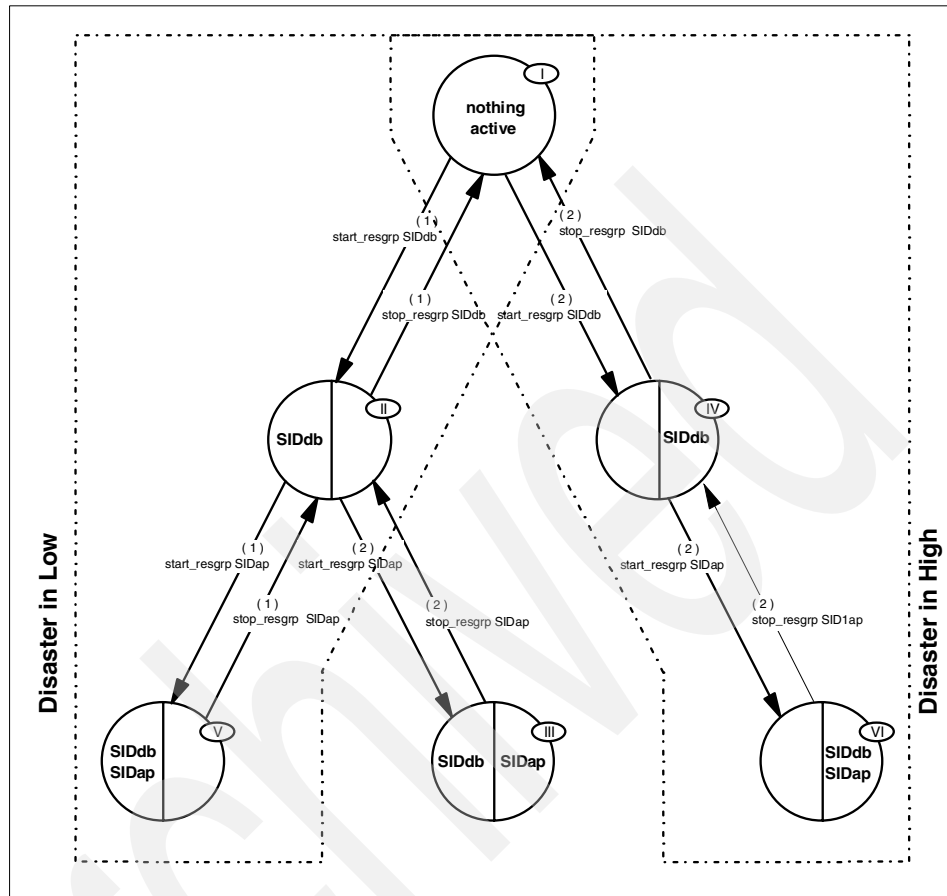 I
nothing
active
( 1 )
start_resgrp SIDdb
( 2 )
stop_resgrp SIDdb
( 1 )
stop_resgrp SIDdb
( 2 )
start_resgrp SIDdb
II
SIDdb
IV
SIDdb
Disaster in Low
Disaster in High
( 1 )
start_resgrp SIDap
( 2 )
start_resgrp SIDap
( 2 )
start_resgrp SIDap
( 1 )
stop_resgrp SIDap
( 2 )
stop_resgrp SIDap
( 2 )
stop_resgrp SID1ap
V
SIDdb
SIDap
III
SIDdb
SIDap
VI
SIDdb
SIDap